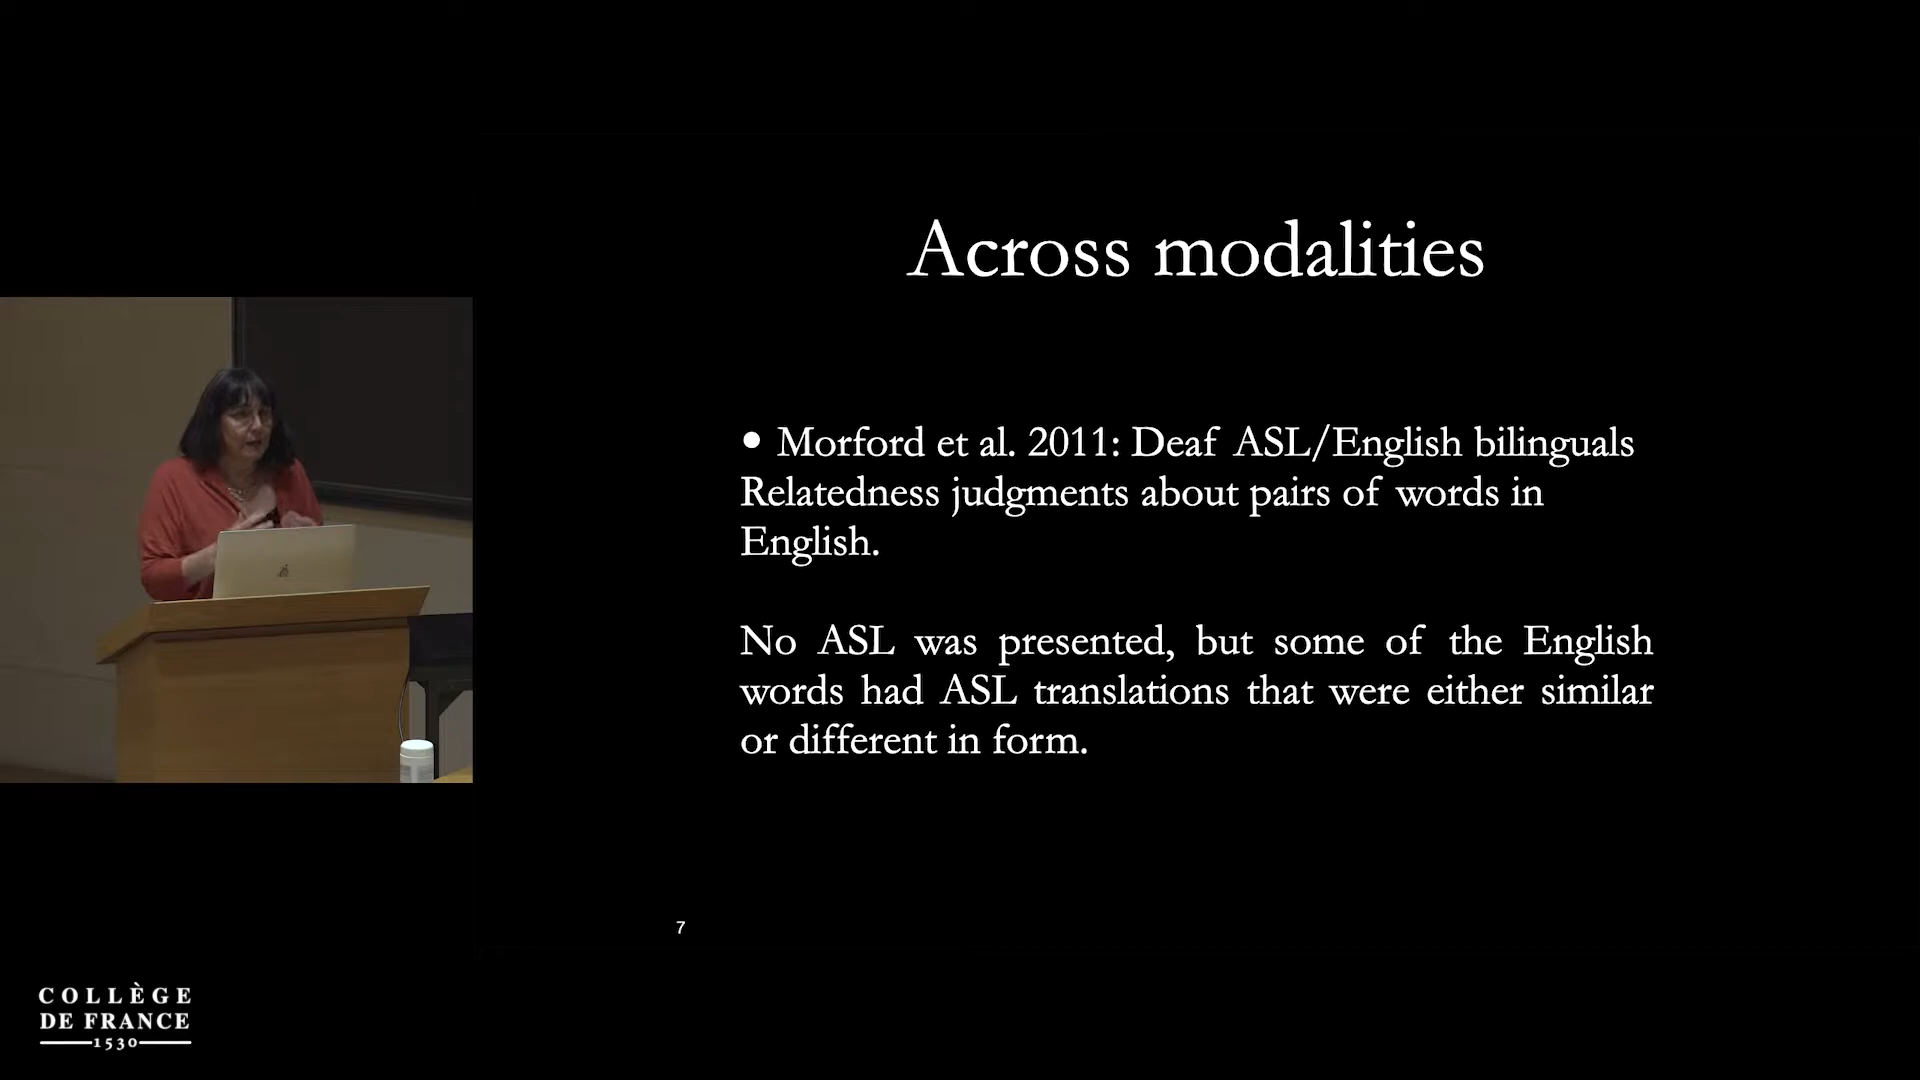 Across modalities
• Morford et al. 2011: Deaf ASL/English bilinguals
Relatedness judgments about pairs of words in
English.
No ASL was presented, but some of the English
words had ASL translations that were either similar
or different in form.
7
COLLÈGE
DE FRANCE
1530